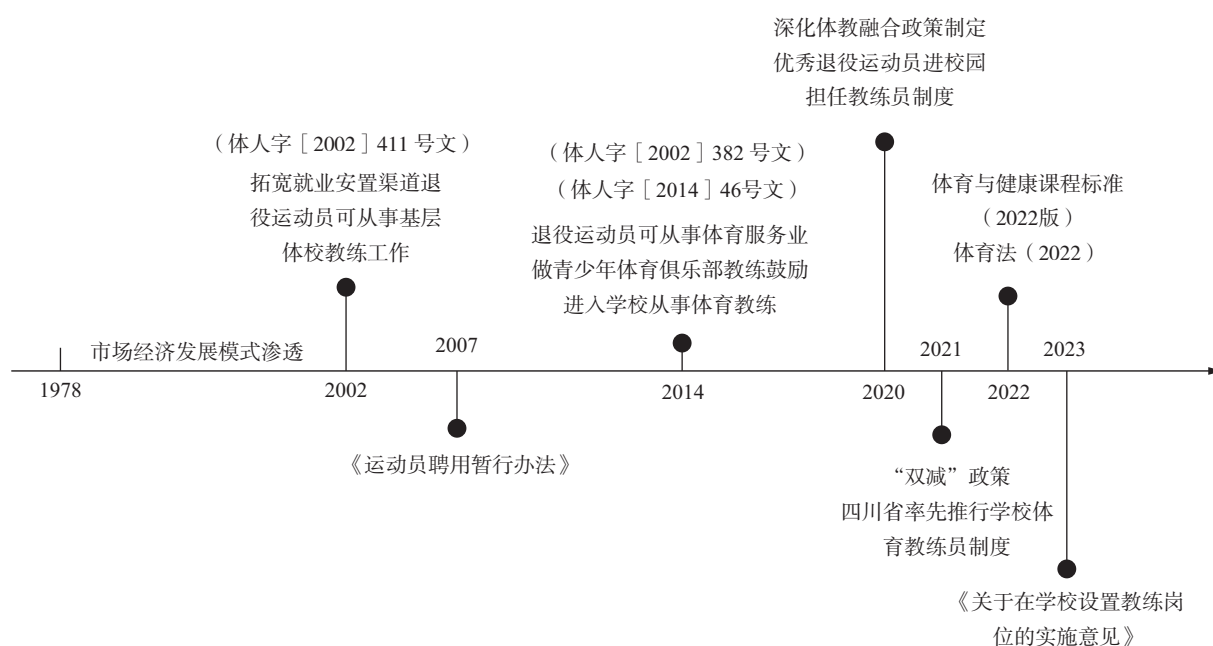 深化体教融合政策制定
优秀退役运动员进校园
担任教练员制度
（体人字［2002］411 号文）
拓宽就业安置渠道退
役运动员可从事基层
体校教练工作
（体人字［2002］382 号文）
（体人字［2014］46号文）
退役运动员可从事体育服务业
做青少年体育俱乐部教练鼓励
进入学校从事体育教练
体育与健康课程标准
（2022版）
体育法（2022）
市场经济发展模式渗透
2007
2021
2023
1978
2002
2014
2020
2022
《运动员聘用暂行办法》
“双减”政策
四川省率先推行学校体
育教练员制度
《关于在学校设置教练岗
位的实施意见》